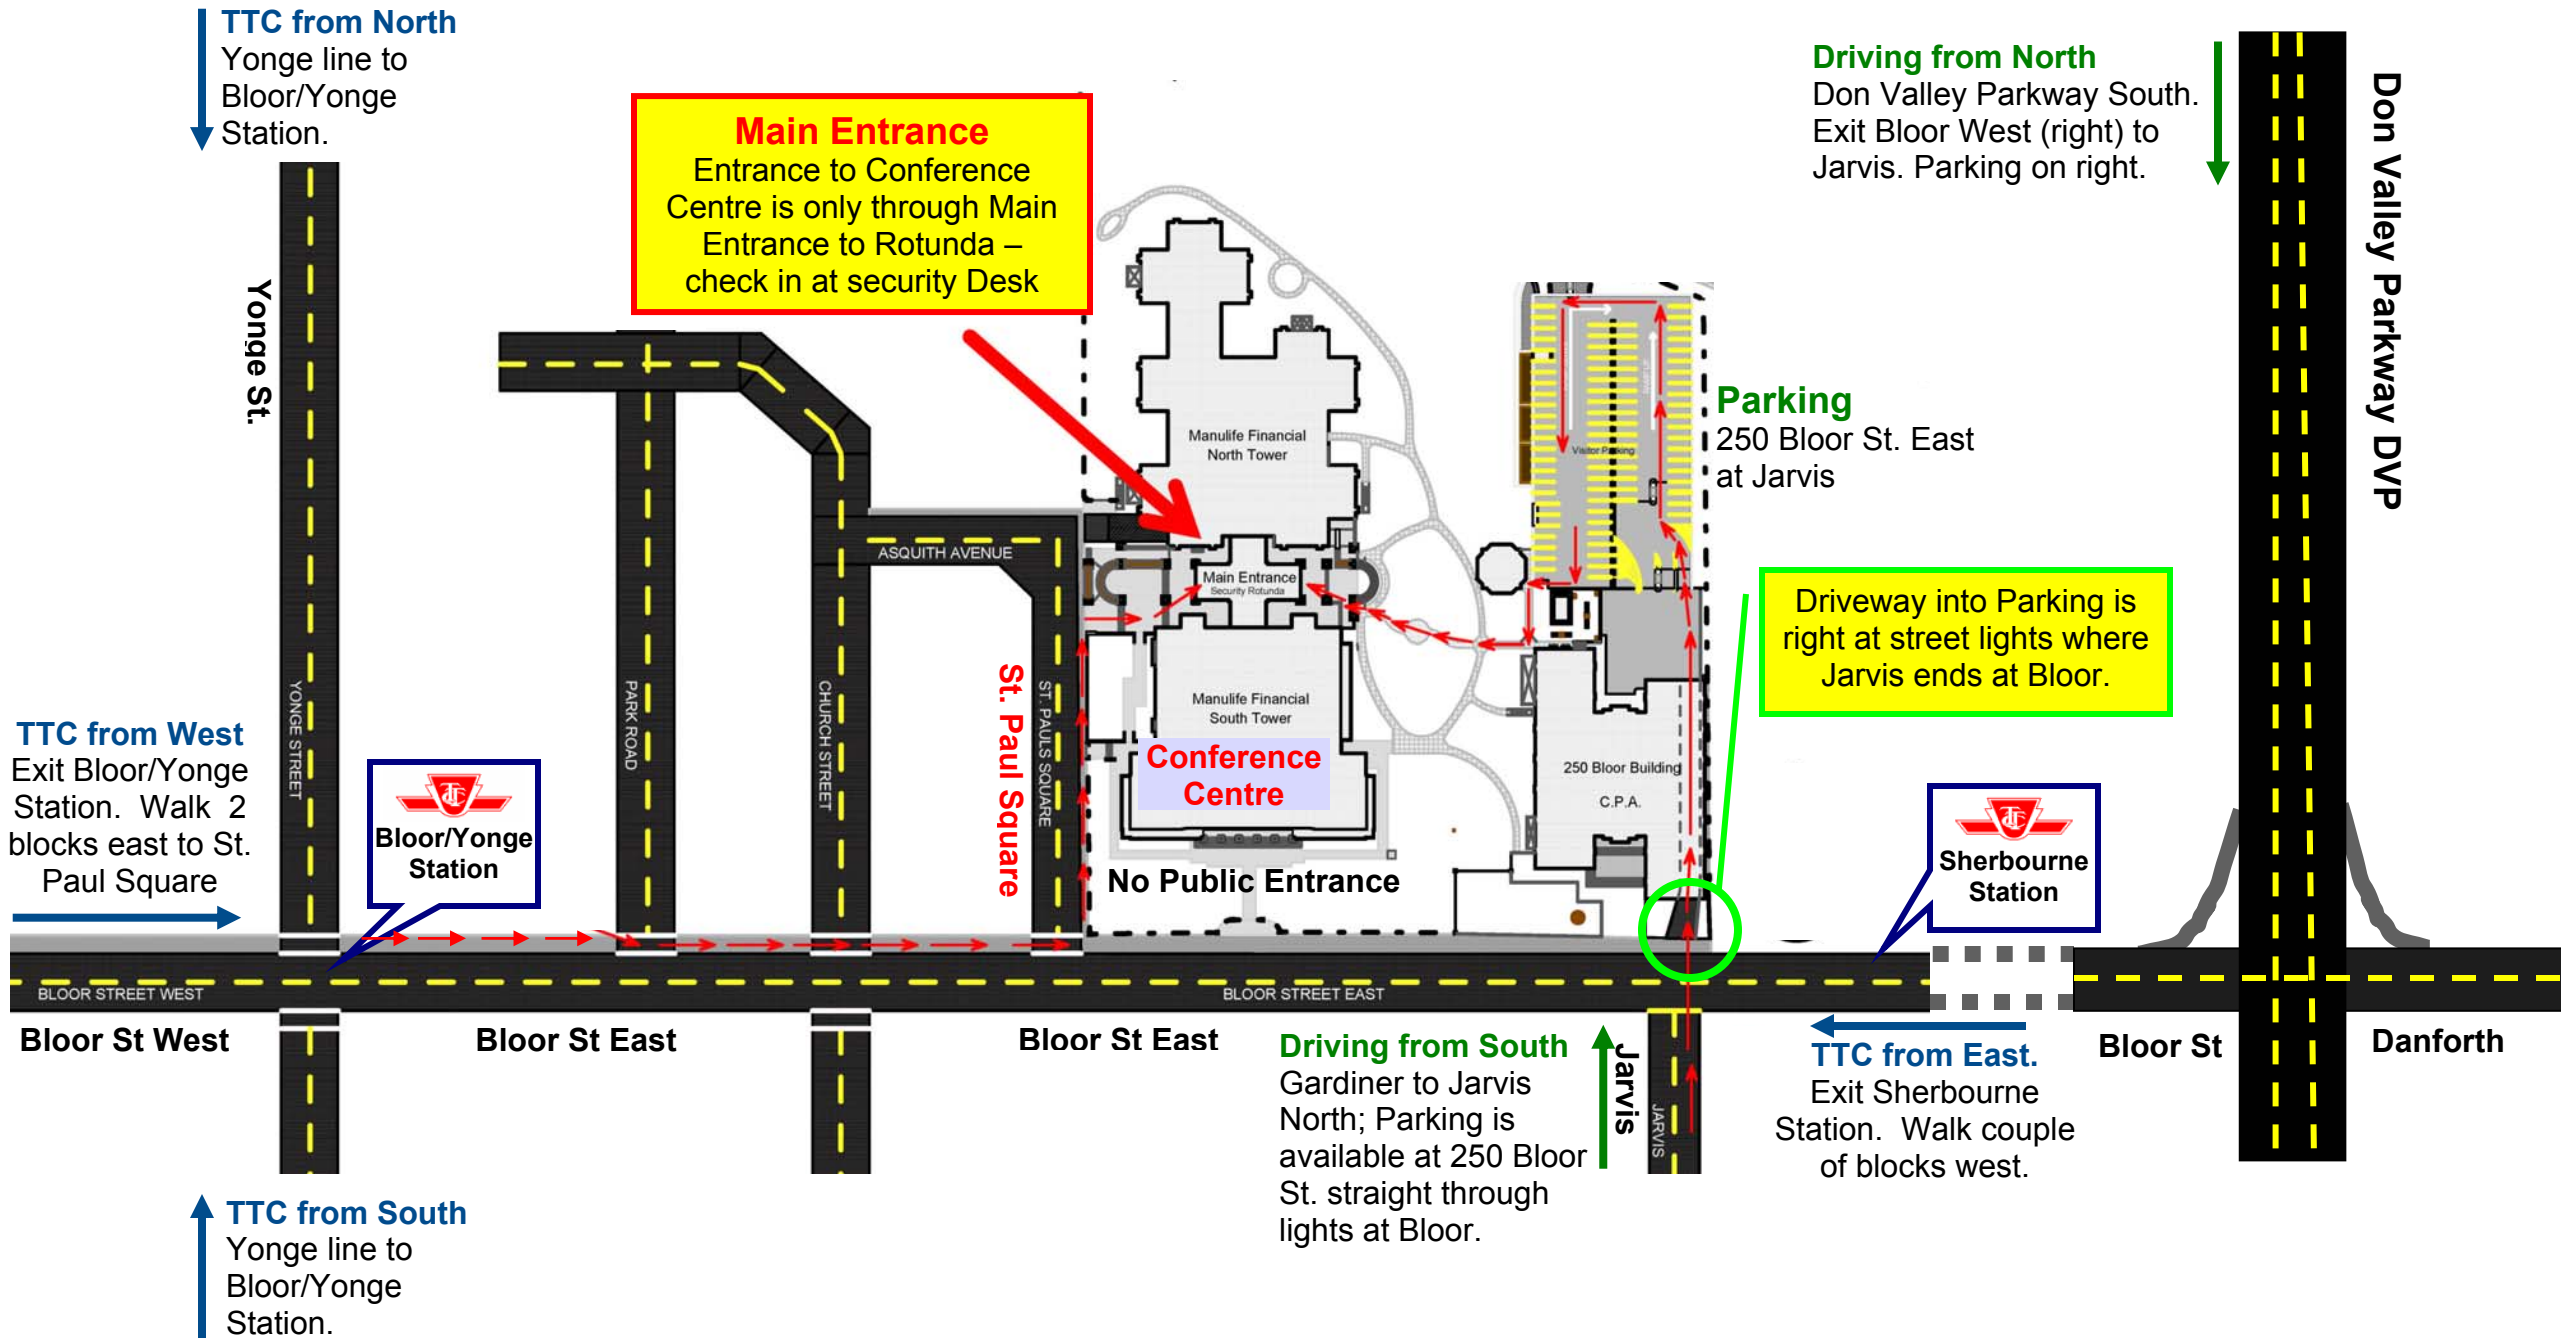 TTC from North
Yonge line to
Bloor/Yonge
Station.
Main Entrance
Entrance to Conference
Centre is only through Main
Entrance to Rotunda –
check in at security Desk
Driving from North
Don Valley Parkway South.
Exit Bloor West (right) to
Jarvis. Parking on right.
Don Valley Parkway DVP
Yonge St.
Manulife Financial
North Tower
Parking
250 Bloor St. East
at Jarvis
Visitor Parking
ASQUITH AVENUE
Main Entrance
Security Rotunda
Driveway into Parking is
right at street lights where
Jarvis ends at Bloor.
YONGE STREET
PARK ROAD
CHURCH STREET
St. Paul Square
ST. PAULS SQUARE
Manulife Financial
South Tower
Conference
Centre
250 Bloor Building
C.P.A.
TTC from West
Exit Bloor/Yonge
Station.  Walk  2
blocks east to St.
Paul Square
Bloor/Yonge
Station
No Public Entrance
Sherbourne
Station
BLOOR STREET WEST
BLOOR STREET EAST
Bloor St West
Bloor St East
Bloor St East
Driving from South
Gardiner to Jarvis
North; Parking is
available at 250 Bloor
St. straight through
lights at Bloor.
Jarvis
JARVIS
TTC from East.
Exit Sherbourne
Station.  Walk couple
of blocks west.
Bloor St
Danforth
TTC from South
Yonge line to
Bloor/Yonge
Station.